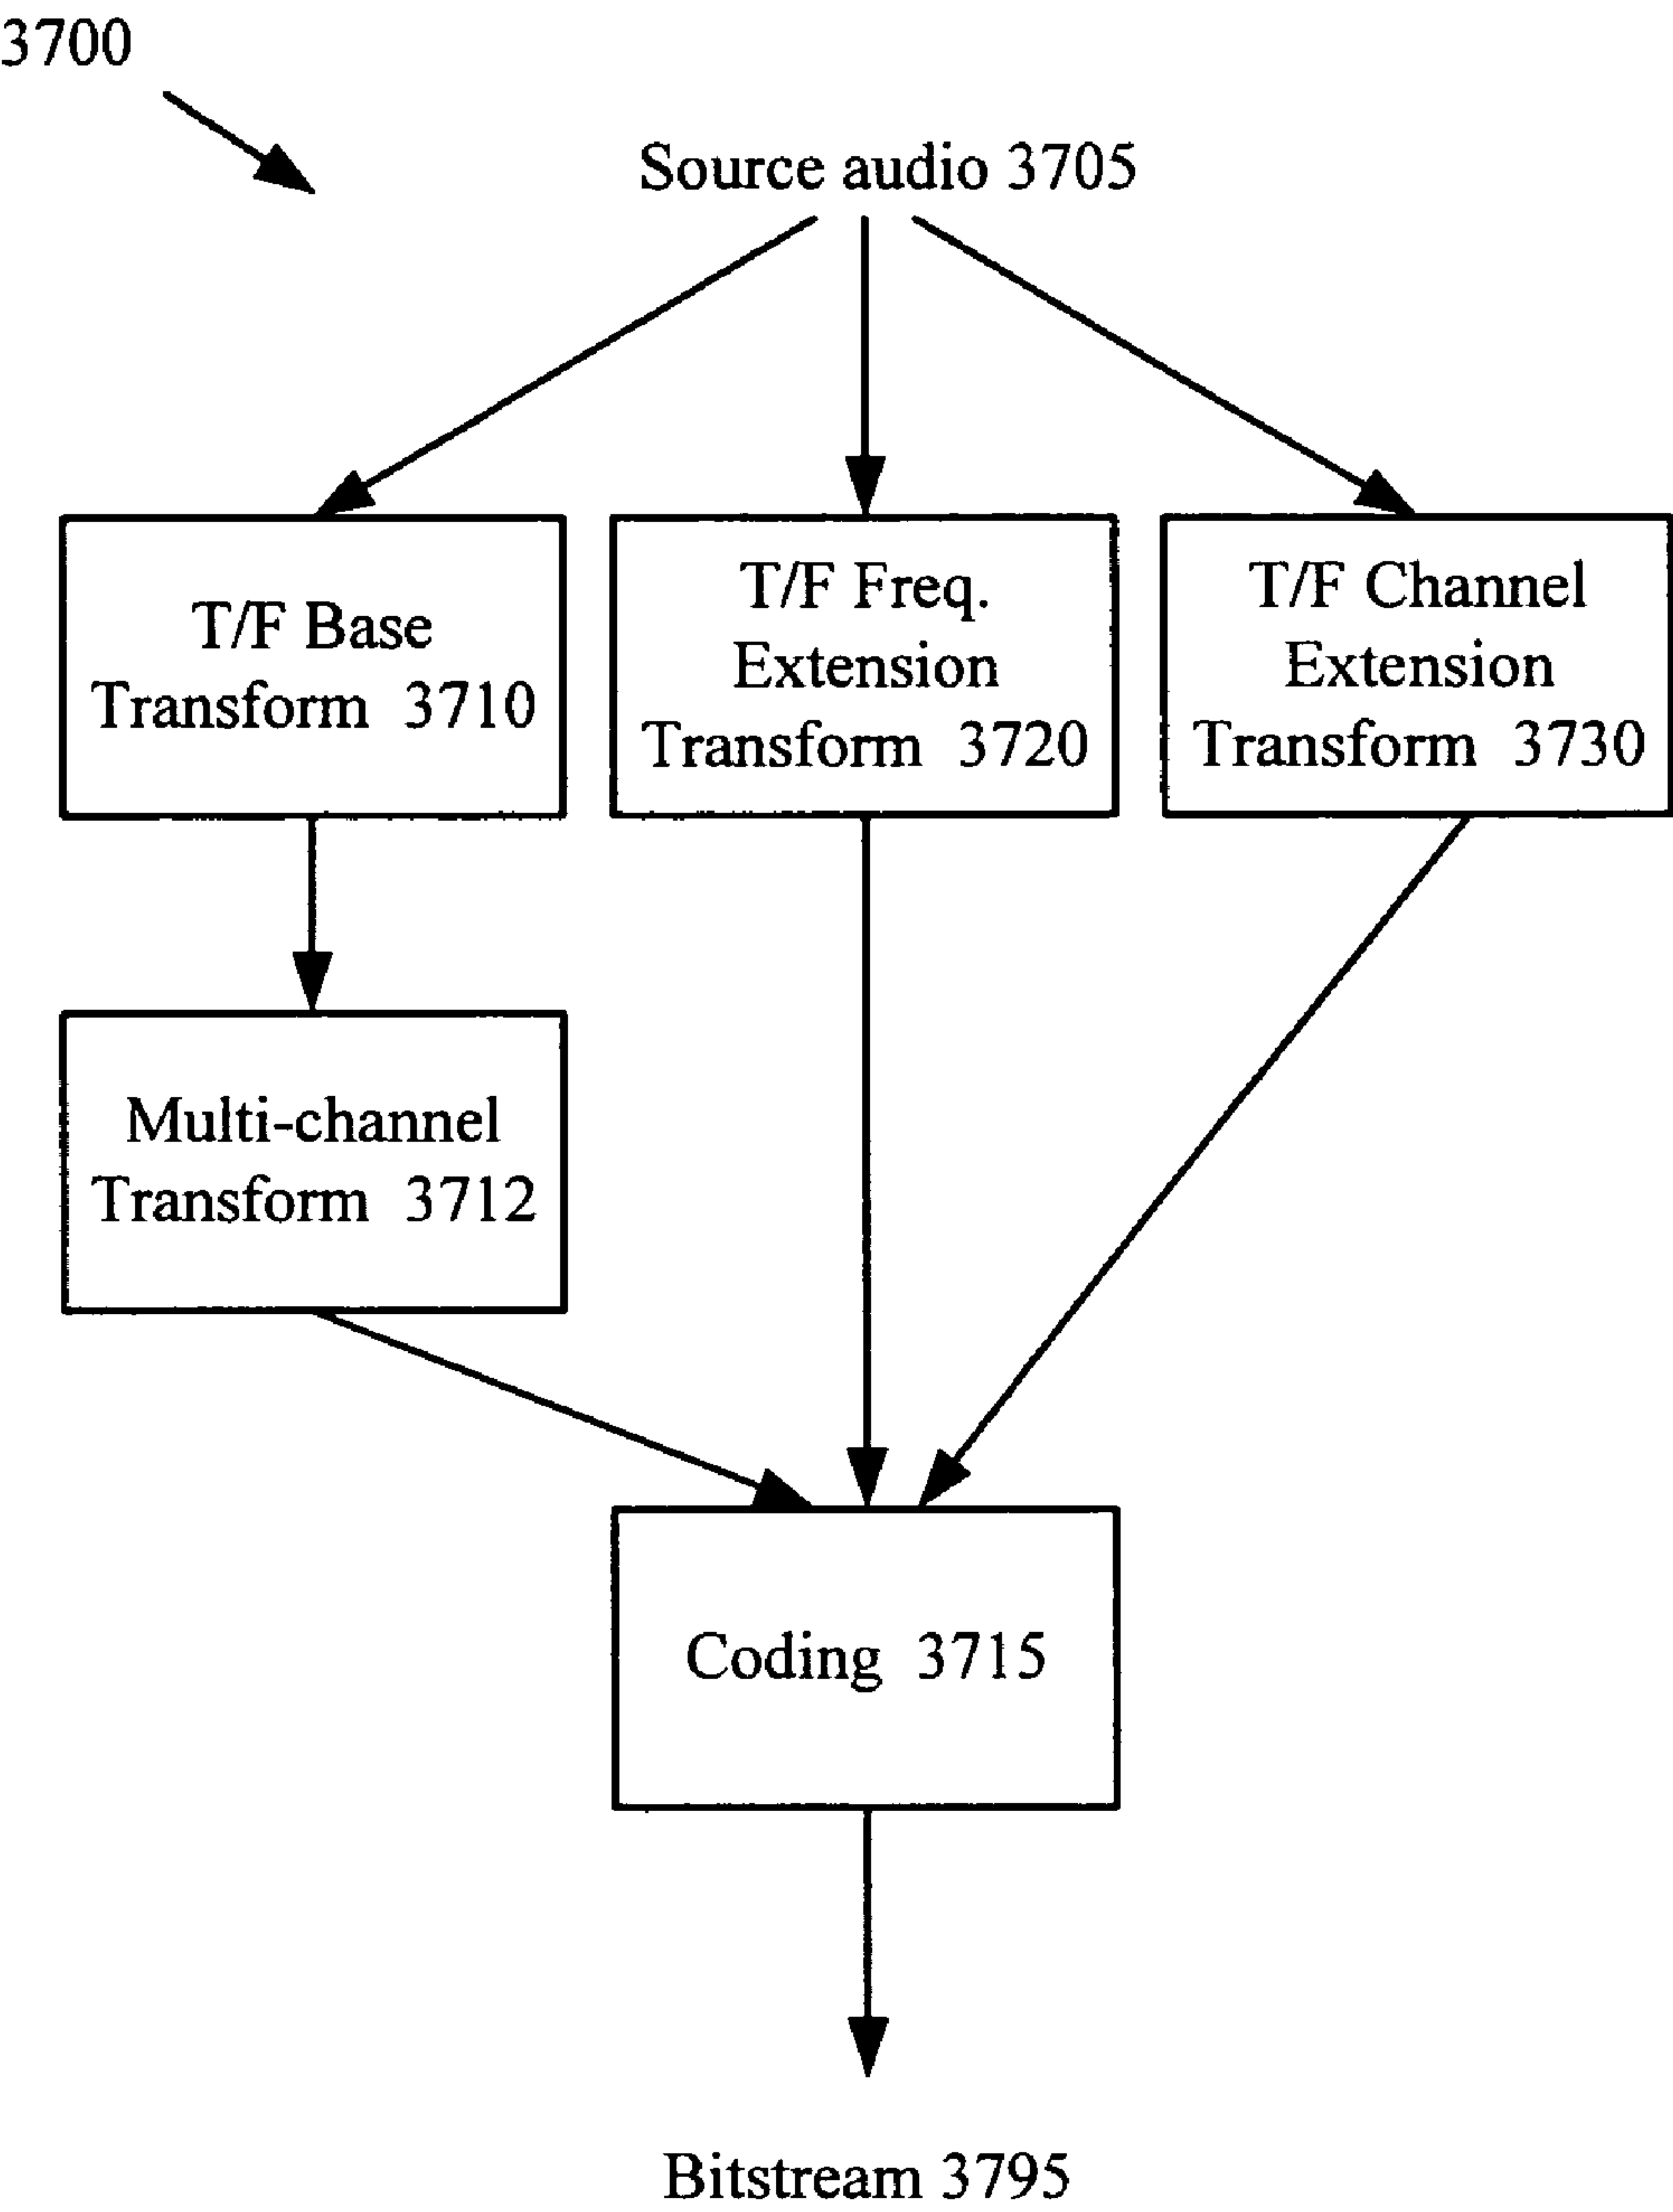 3700
Source audio 3705
T/F Base
Transform 3710
T/F Freq.
Extension
Transform 3720
T/F Channel
Extension
Transform 3730
Multi-channel
Transform 3712
Coding 3715
Bitstream 3795